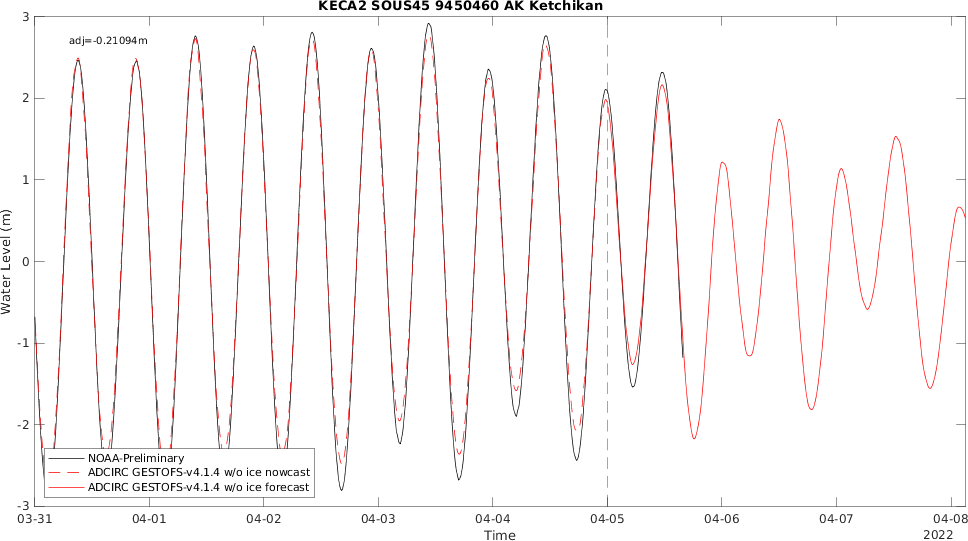 KECA2 SOUS45 9450460 AK Ketchikan
adj=-0.21094m
Water Level (m)
3
2
1
0
-1
-2
-3
NOAA-Preliminary
ADCIRC GESTOFS-v4.1.4 w/o ice nowcast
ADCIRC GESTOFS-v4.1.4 w/o ice forecast
03-31 04-01 04-02 04-03 04-04 04-05 04-06 04-07 04-08
Time 2022